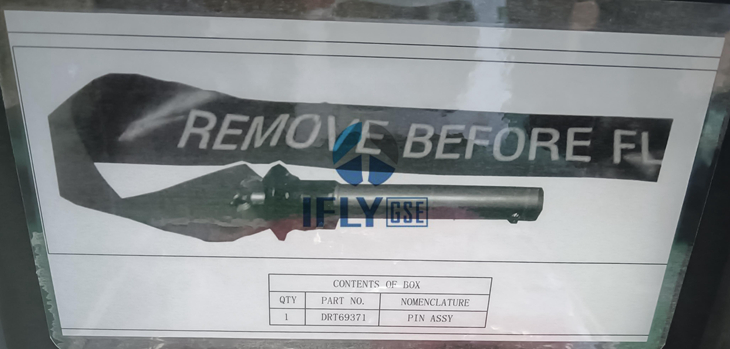 REMOVE BEFORE FL
IFLY GSE
CONTENTS OF BOX
QTY PART NO. NOMENCLATURE
1 DRT69371 PIN ASSY